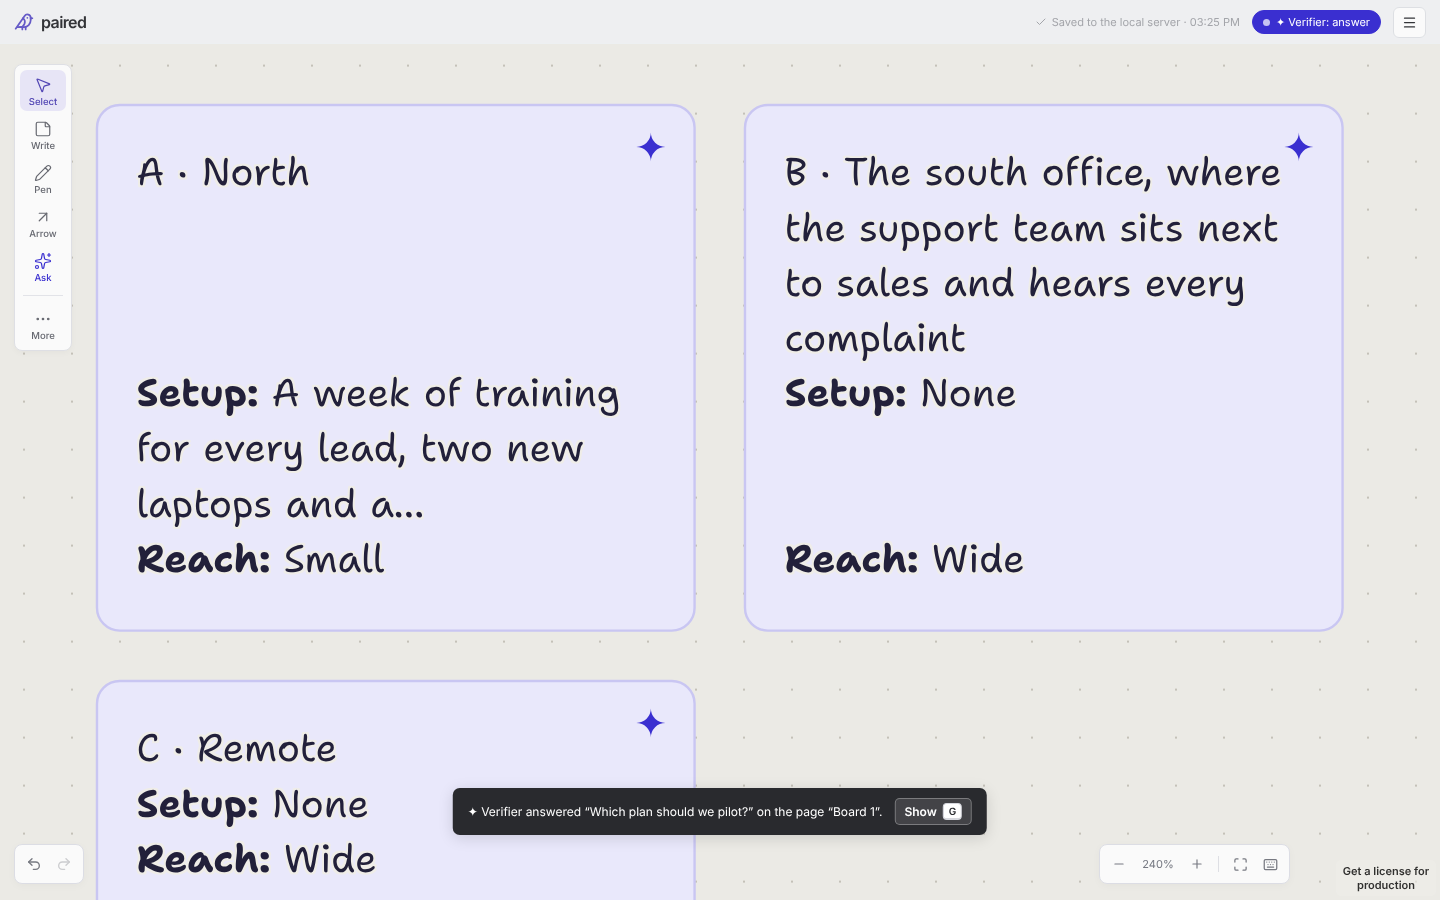 paired
Saved to the local server · 03:25 PM
✦ Verifier: answer
Select
Write
Pen
Arrow
Ask
More
A · North
Setup: A week of training
for every lead, two new
laptops and a...
Reach: Small
B · The south office, where
the support team sits next
to sales and hears every
complaint
Setup: None
Reach: Wide
C · Remote
Setup: None
Reach: Wide
✦ Verifier answered “Which plan should we pilot?” on the page “Board 1”.
Show G
240%
Get a license for
production